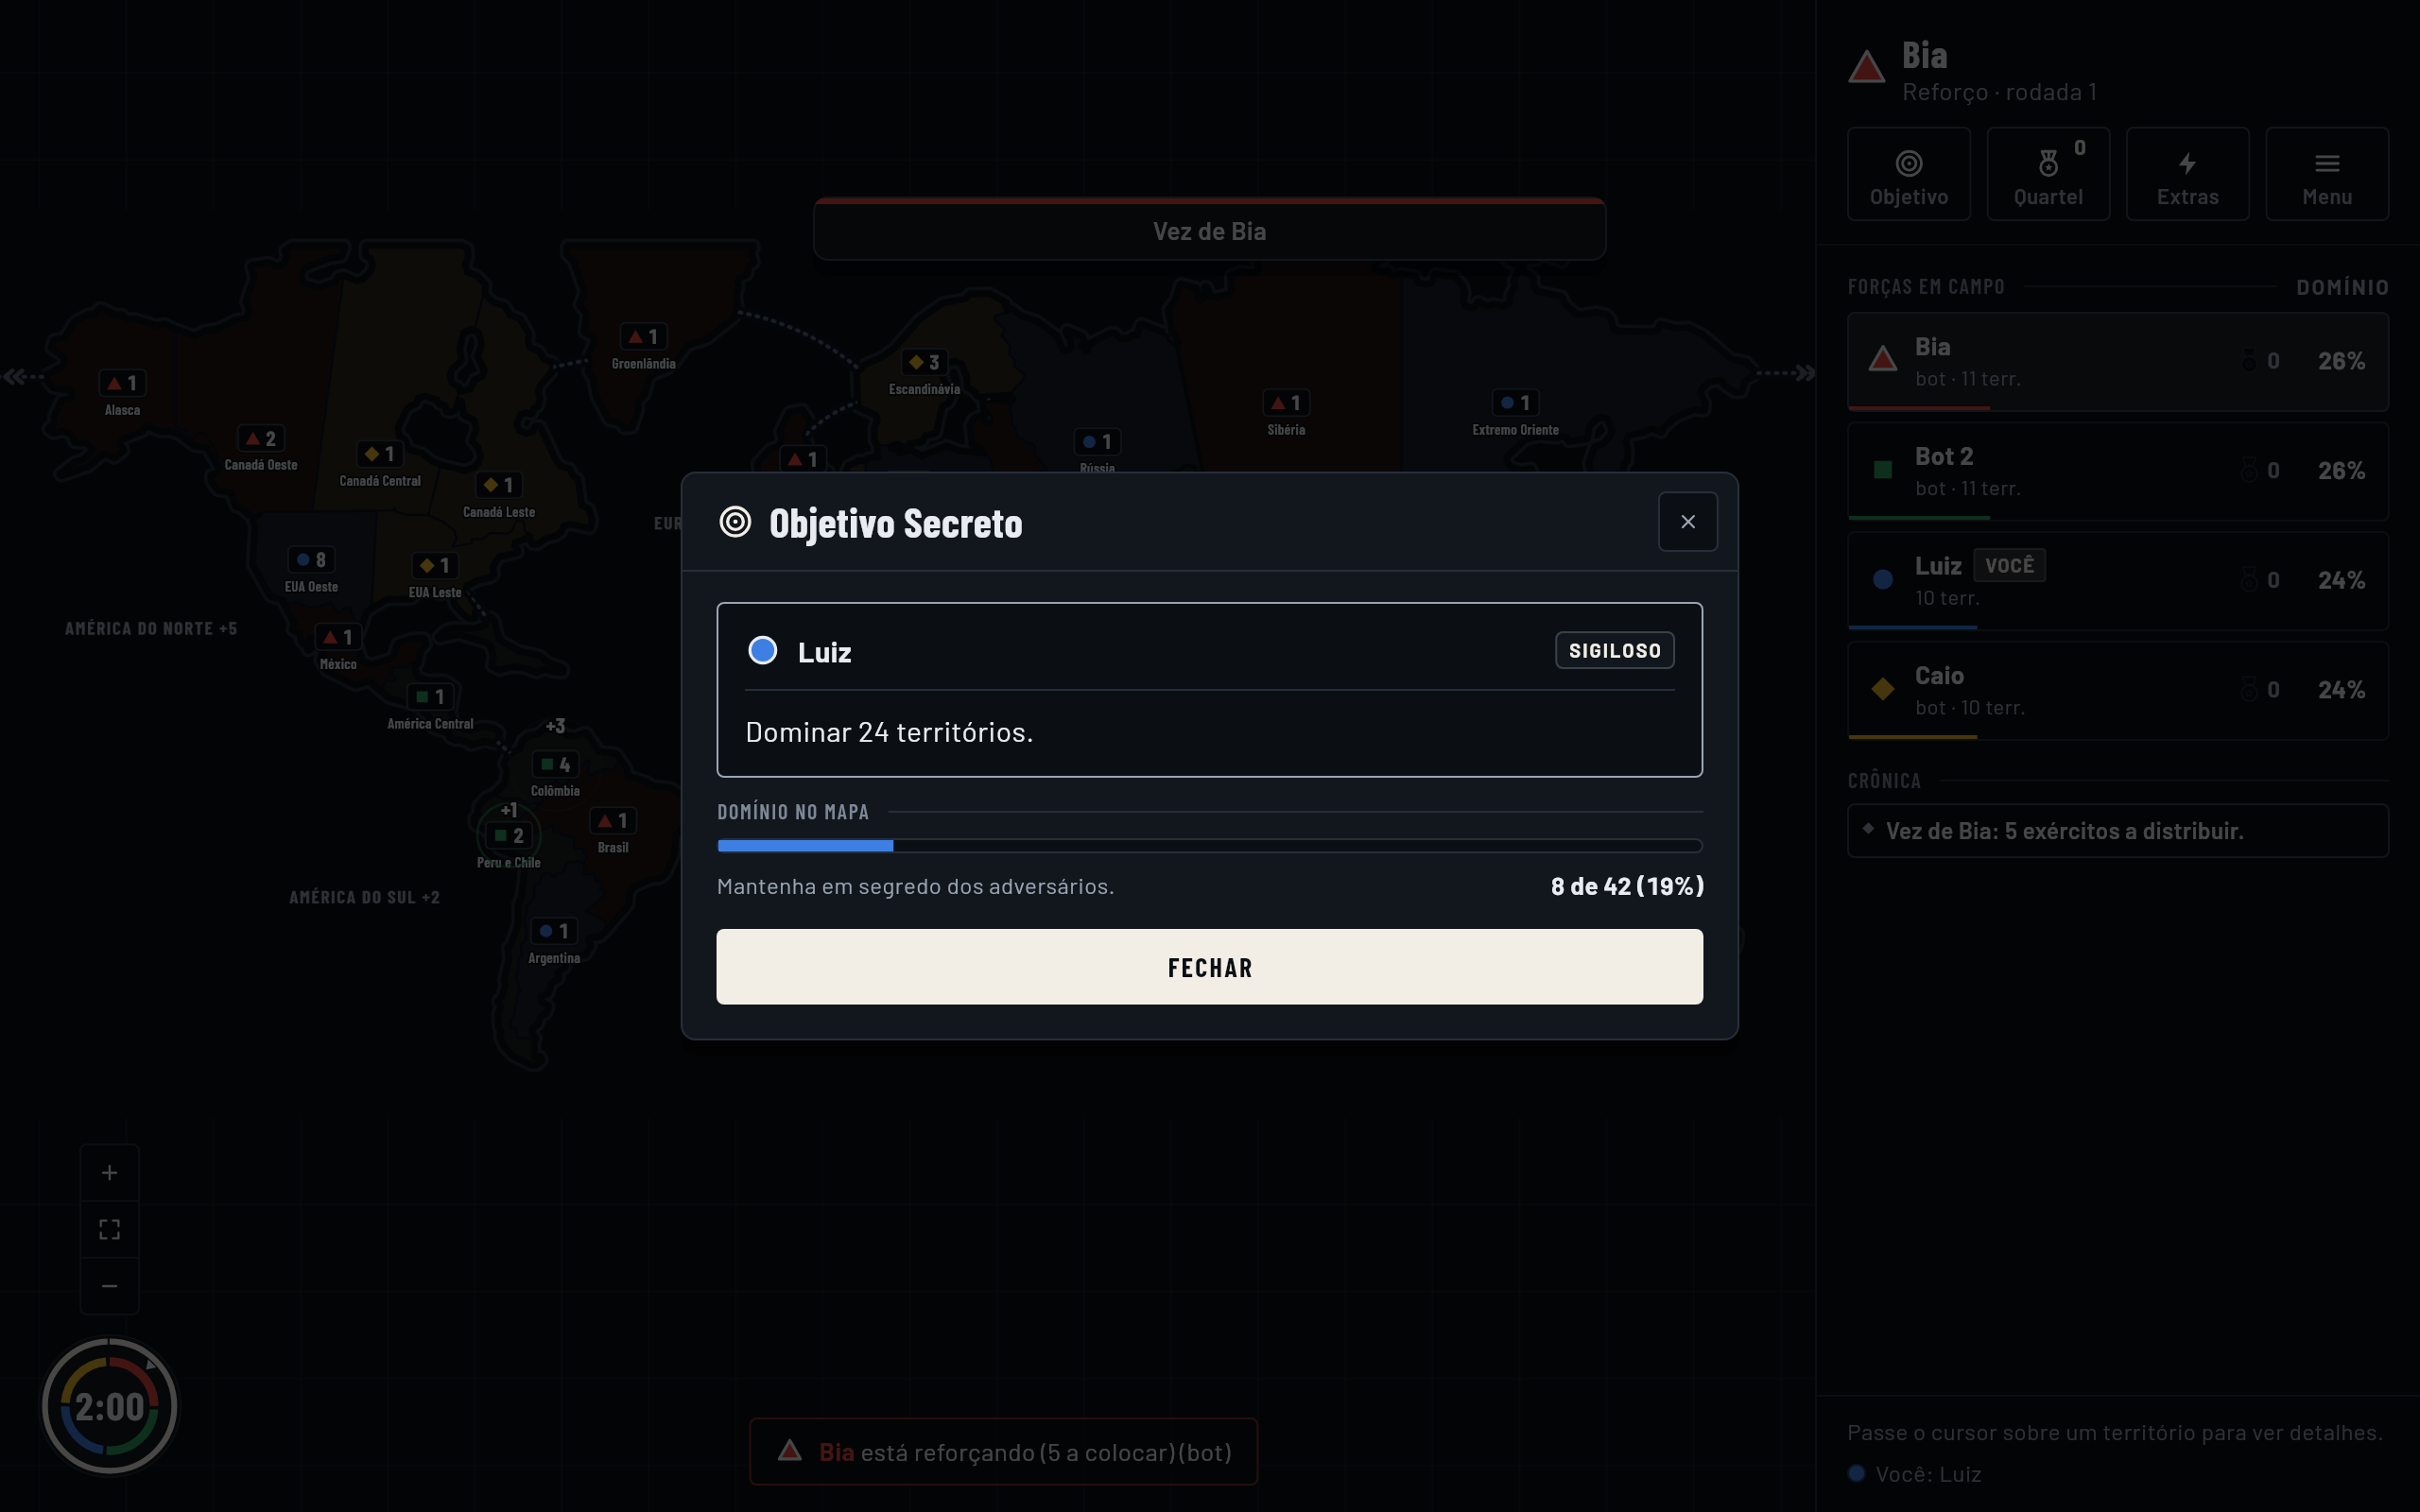 Bia
Reforço · rodada 1
Objetivo
0
Quartel
Extras
Menu
Vez de Bia
FORÇAS EM CAMPO
DOMÍNIO
Bia
bot · 11 terr.
0
26%
Bot 2
bot · 11 terr.
0
26%
Luiz VOCÊ
10 terr.
0
24%
Caio
bot · 10 terr.
0
24%
CRÔNICA
Vez de Bia: 5 exércitos a distribuir.
1
Alasca
2
Canadá Oeste
1
Canadá Central
1
Canadá Leste
1
Groenlândia
3
Escandinávia
1
1
Rússia
1
Sibéria
1
Extremo Oriente
8
EUA Oeste
1
EUA Leste
EUR
AMÉRICA DO NORTE +5
1
México
1
América Central
+3
4
Colômbia
+1
2
Peru e Chile
1
Brasil
AMÉRICA DO SUL +2
1
Argentina
Objetivo Secreto
Luiz
SIGILOSO
Dominar 24 territórios.
DOMÍNIO NO MAPA
Mantenha em segredo dos adversários.
8 de 42 (19%)
FECHAR
2:00
Bia está reforçando (5 a colocar) (bot)
Passe o cursor sobre um território para ver detalhes.
Você: Luiz